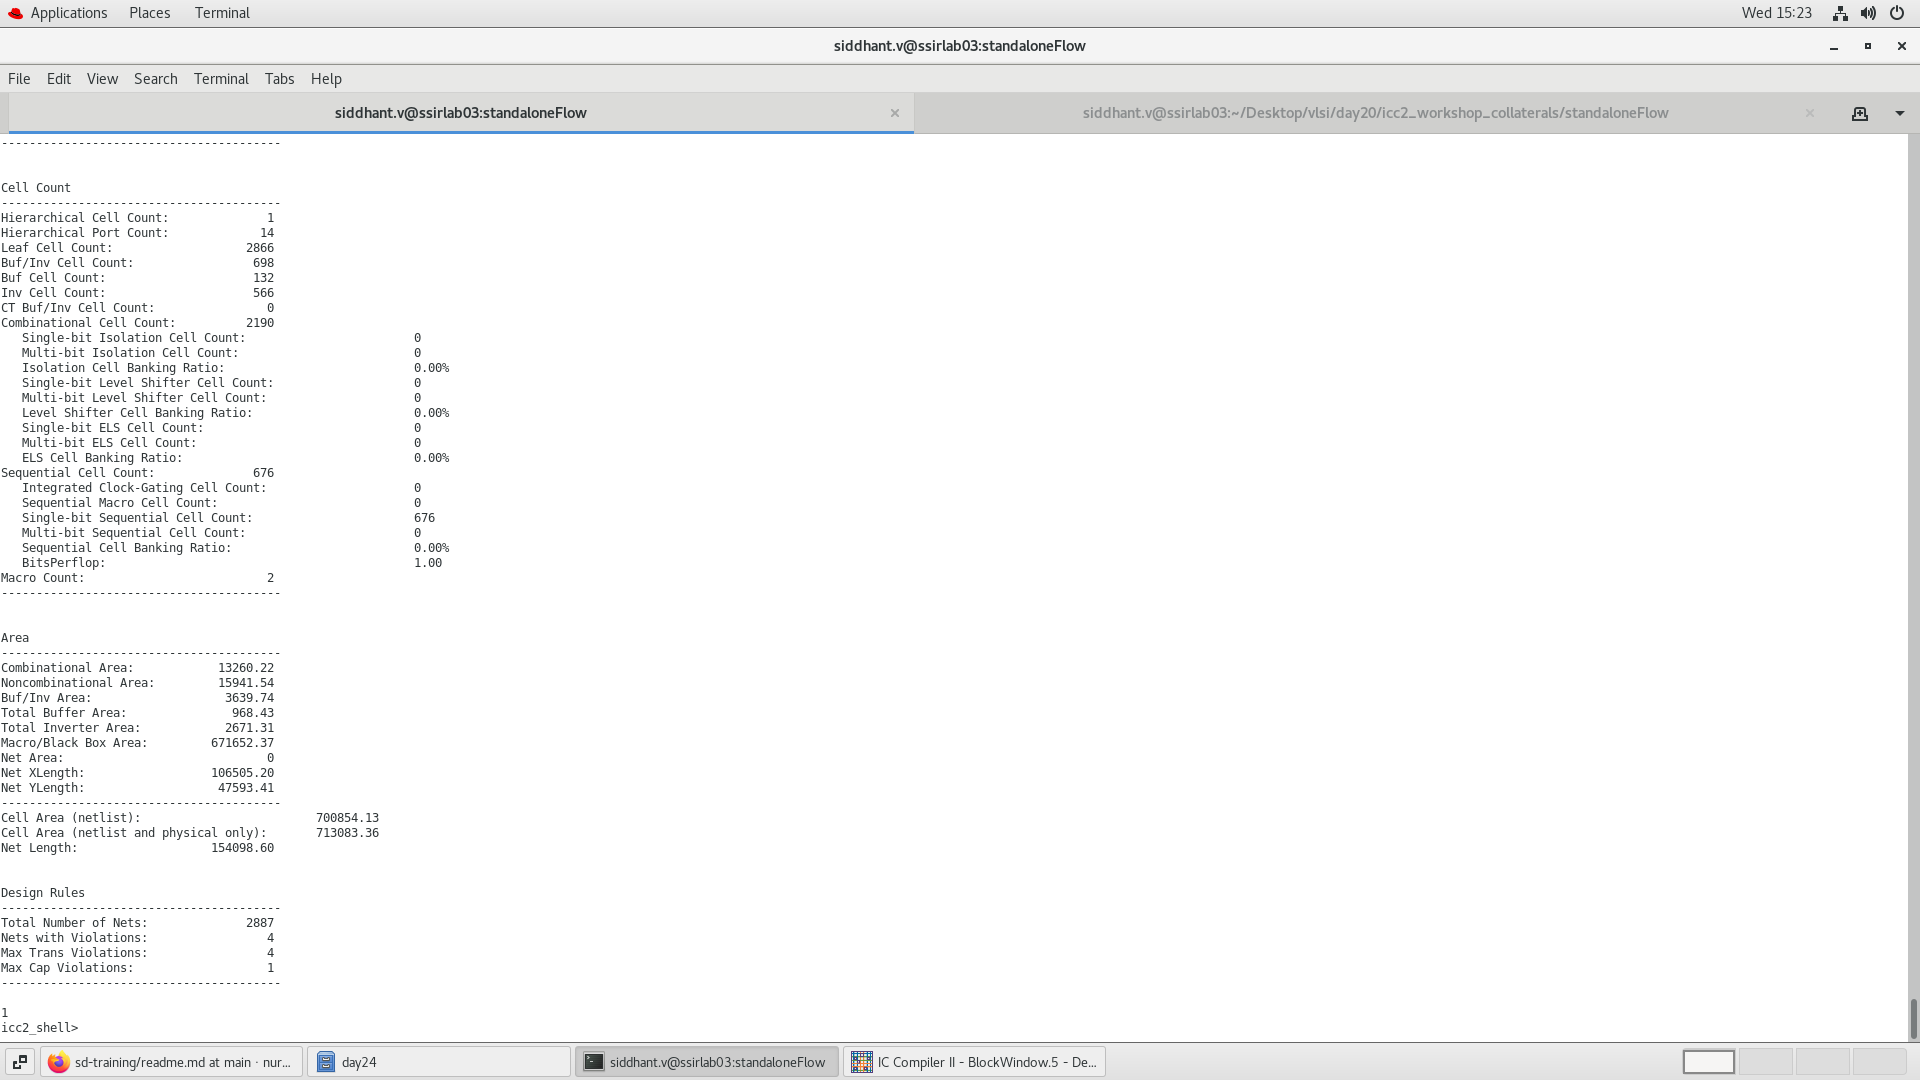 Applications Places Terminal Wed 15:23
siddhant.v@ssirlab03:standaloneFlow
File Edit View Search Terminal Tabs Help
siddhant.v@ssirlab03:standaloneFlow siddhant.v@ssirlab03:~/Desktop/vlsi/day20/icc2_workshop_collaterals/standaloneFlow
----------------------------------------
Cell Count
----------------------------------------
Hierarchical Cell Count: 1
Hierarchical Port Count: 14
Leaf Cell Count: 2866
Buf/Inv Cell Count: 698
Buf Cell Count: 132
Inv Cell Count: 566
CT Buf/Inv Cell Count: 0
Combinational Cell Count: 2190
Single-bit Isolation Cell Count: 0
Multi-bit Isolation Cell Count: 0
Isolation Cell Banking Ratio: 0.00%
Single-bit Level Shifter Cell Count: 0
Multi-bit Level Shifter Cell Count: 0
Level Shifter Cell Banking Ratio: 0.00%
Single-bit ELS Cell Count: 0
Multi-bit ELS Cell Count: 0
ELS Cell Banking Ratio: 0.00%
Sequential Cell Count: 676
Integrated Clock-Gating Cell Count: 0
Sequential Macro Cell Count: 0
Single-bit Sequential Cell Count: 676
Multi-bit Sequential Cell Count: 0
Sequential Cell Banking Ratio: 0.00%
BitsPerflop: 1.00
Macro Count: 2
----------------------------------------
Area
----------------------------------------
Combinational Area: 13260.22
Noncombinational Area: 15941.54
Buf/Inv Area: 3639.74
Total Buffer Area: 968.43
Total Inverter Area: 2671.31
Macro/Black Box Area: 671652.37
Net Area: 0
Net XLength: 106505.20
Net YLength: 47593.41
----------------------------------------
Cell Area (netlist): 700854.13
Cell Area (netlist and physical only): 713083.36
Net Length: 154098.60
Design Rules
----------------------------------------
Total Number of Nets: 2887
Nets with Violations: 4
Max Trans Violations: 4
Max Cap Violations: 1
----------------------------------------
1
icc2_shell>
sd-training/readme.md at main · nur... day24 siddhant.v@ssirlab03:standaloneFlow IC Compiler II - BlockWindow.5 - De...